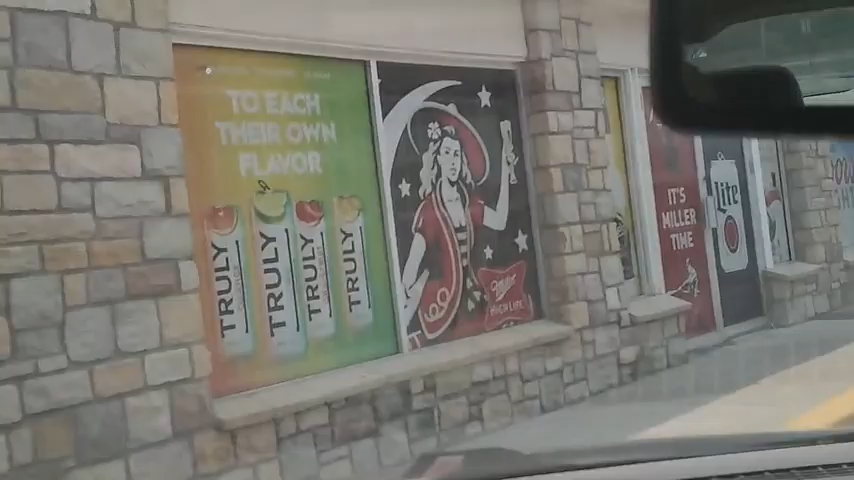 TO EACH
THEIR OWN
FLAVOR
TRULY
TRULY
TRULY
TRULY
Miller
HIGH LIFE
IT'S
MILLER
TIME
Lite